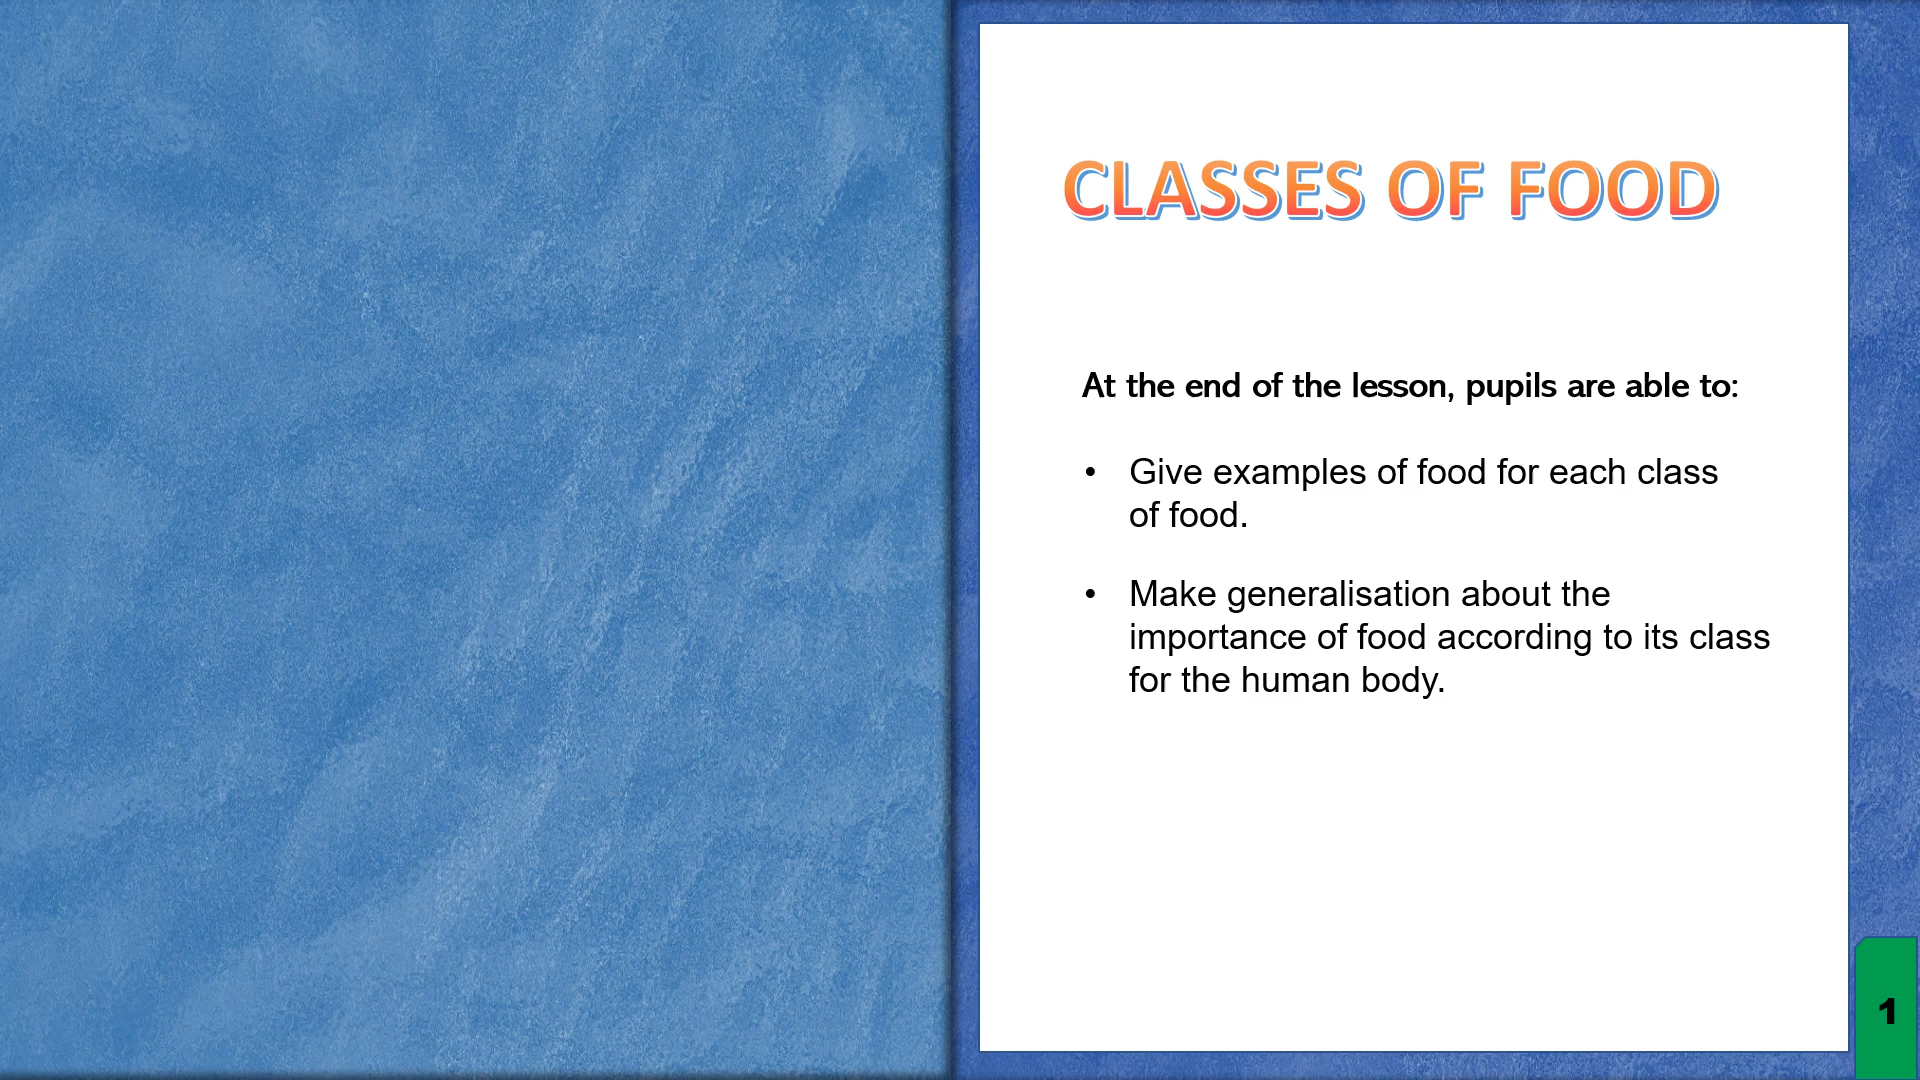 CLASSES OF FOOD
At the end of the lesson, pupils are able to:
• Give examples of food for each class
of food.
• Make generalisation about the
importance of food according to its class
for the human body.
1